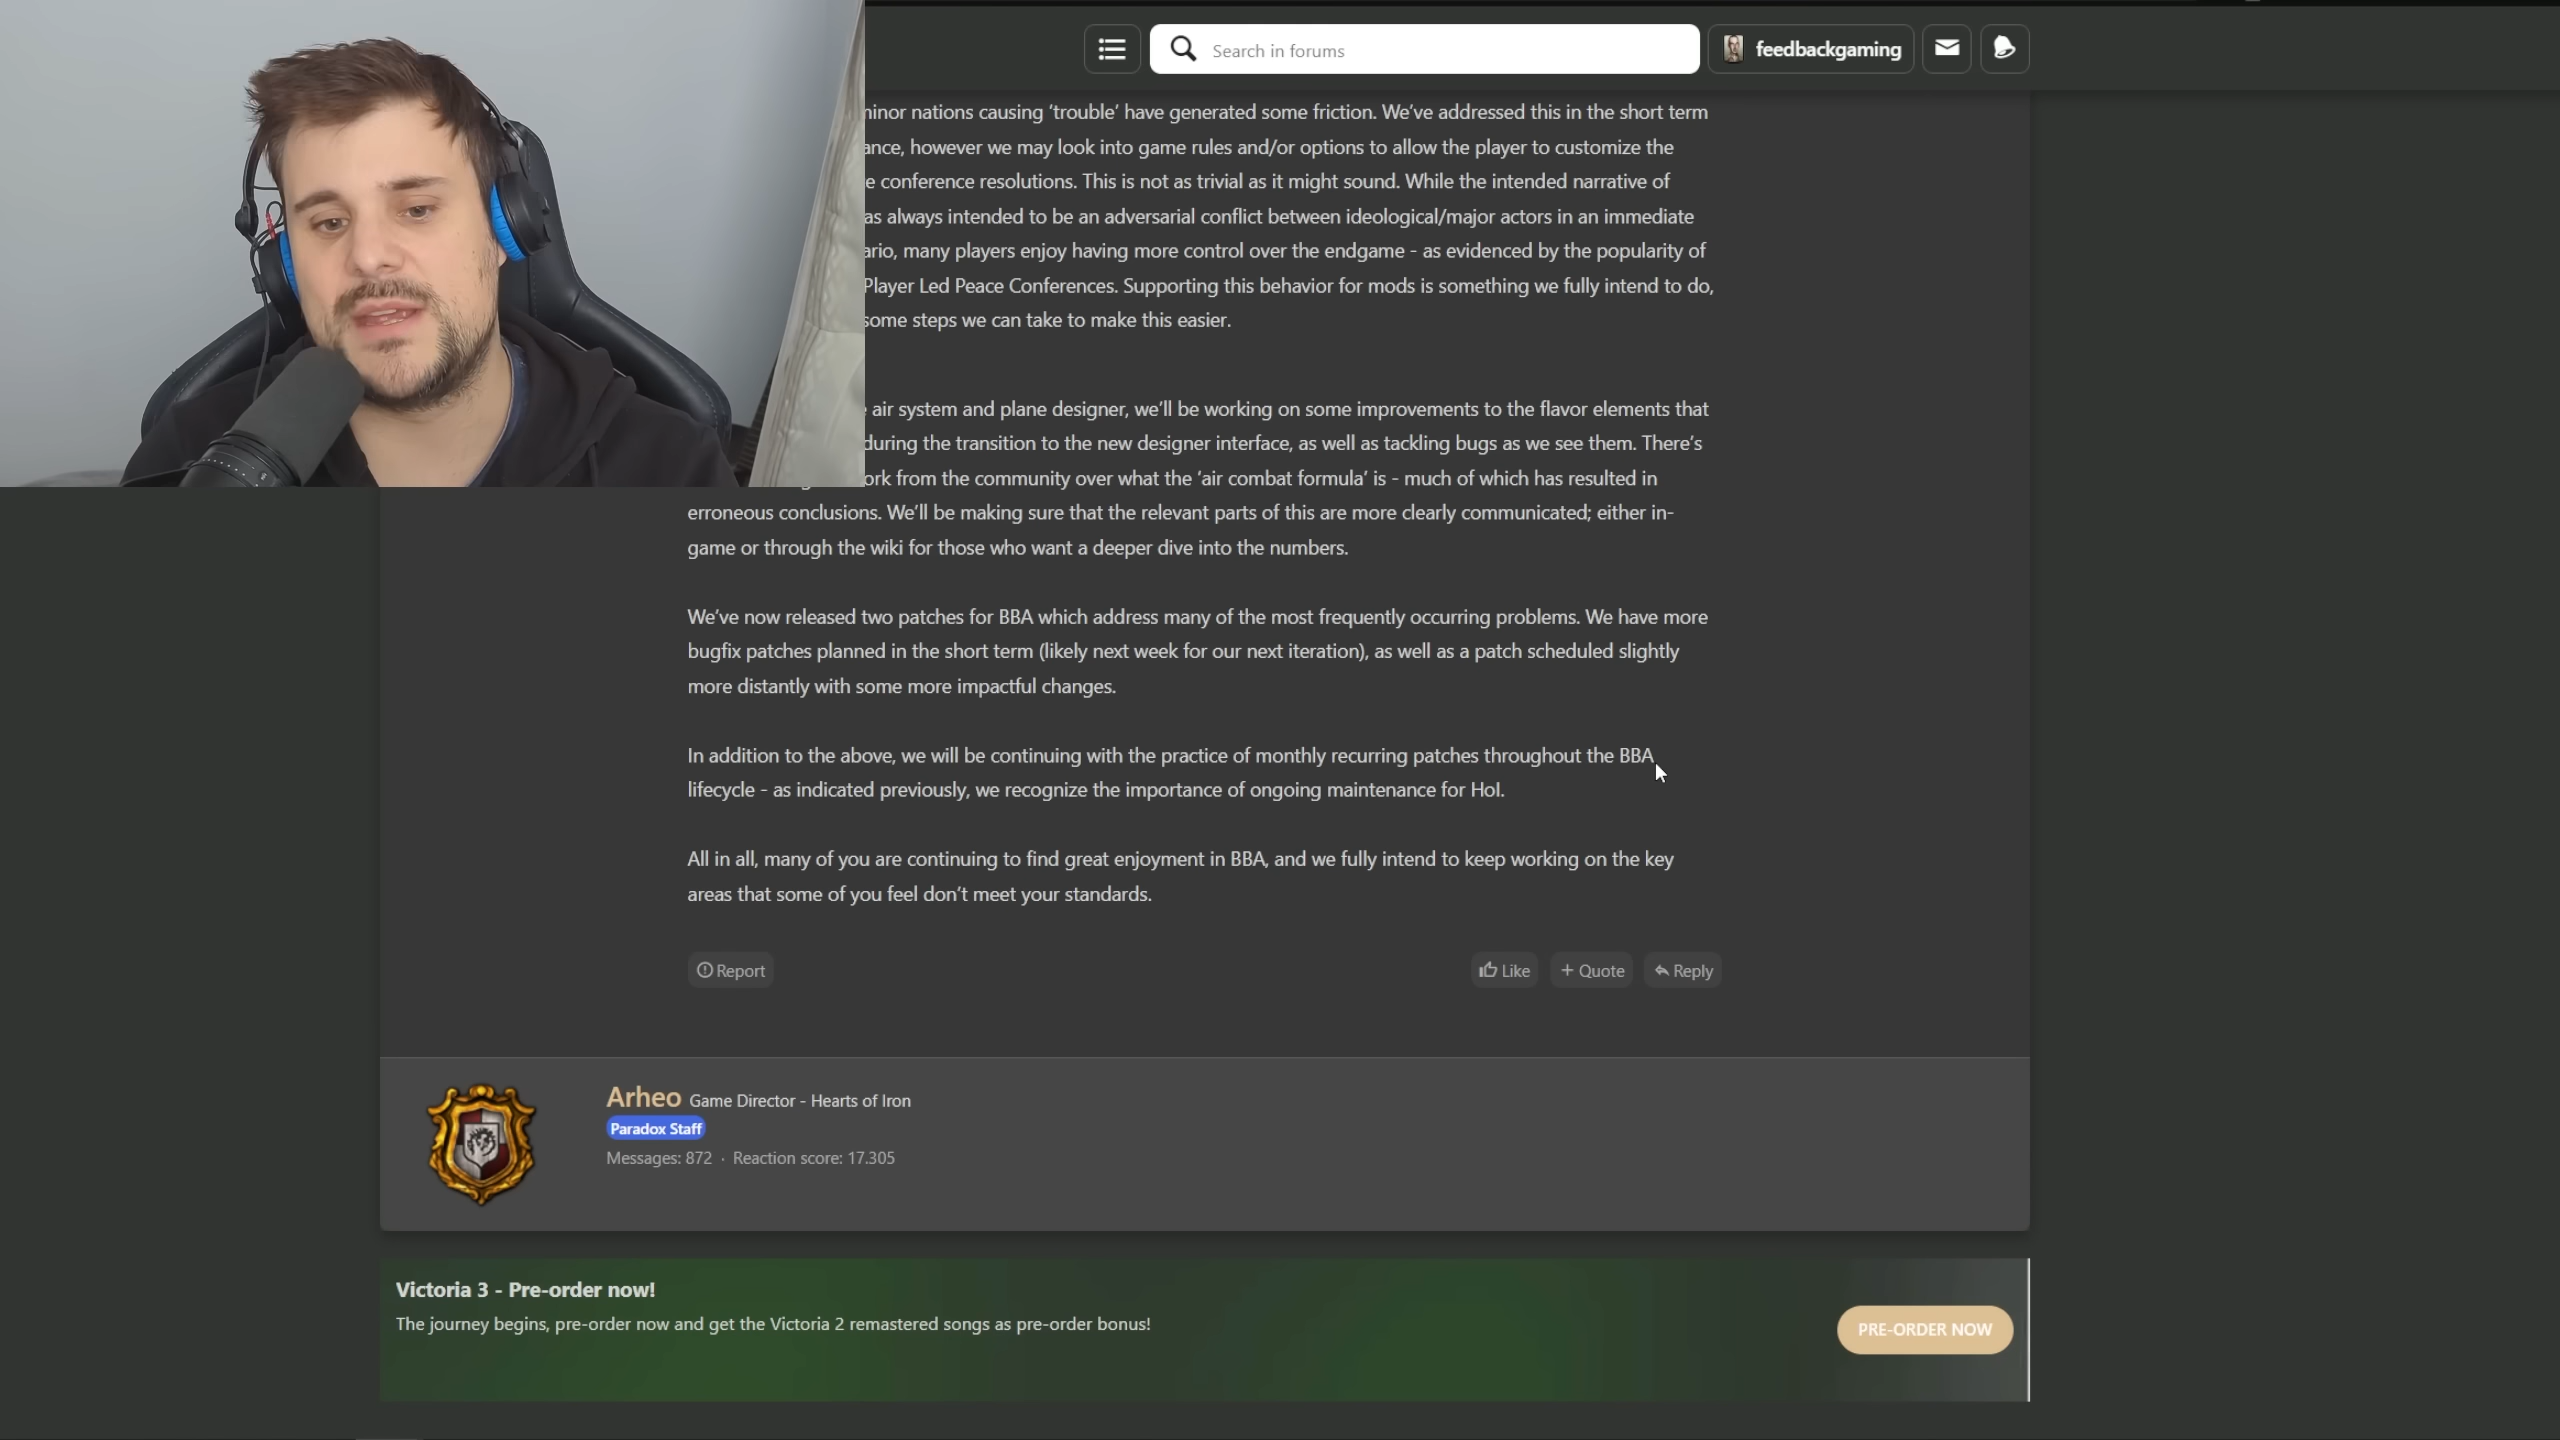 Search in forums
feedbackgaming
nations causing ‘trouble’ have generated some friction. We’ve addressed this in the short term
however we may look into game rules and/or options to allow the player to customize the
conference resolutions. This is not as trivial as it might sound. While the intended narrative of
always intended to be an adversarial conflict between ideological/major actors in an immediate
many players enjoy having more control over the endgame - as evidenced by the popularity of
Player Led Peace Conferences. Supporting this behavior for mods is something we fully intend to do,
some steps we can take to make this easier.
air system and plane designer, we’ll be working on some improvements to the flavor elements that
during the transition to the new designer interface, as well as tackling bugs as we see them. There’s
from the community over what the ‘air combat formula’ is - much of which has resulted in
erroneous conclusions. We’ll be making sure that the relevant parts of this are more clearly communicated; either in-
game or through the wiki for those who want a deeper dive into the numbers.
We’ve now released two patches for BBA which address many of the most frequently occurring problems. We have more
bugfix patches planned in the short term (likely next week for our next iteration), as well as a patch scheduled slightly
more distantly with some more impactful changes.
In addition to the above, we will be continuing with the practice of monthly recurring patches throughout the BBA
lifecycle - as indicated previously, we recognize the importance of ongoing maintenance for HoI.
All in all, many of you are continuing to find great enjoyment in BBA, and we fully intend to keep working on the key
areas that some of you feel don’t meet your standards.
Report
Like
+ Quote
Reply
Arheo Game Director - Hearts of Iron
Paradox Staff
Messages: 872 · Reaction score: 17.305
Victoria 3 - Pre-order now!
The journey begins, pre-order now and get the Victoria 2 remastered songs as pre-order bonus!
PRE-ORDER NOW